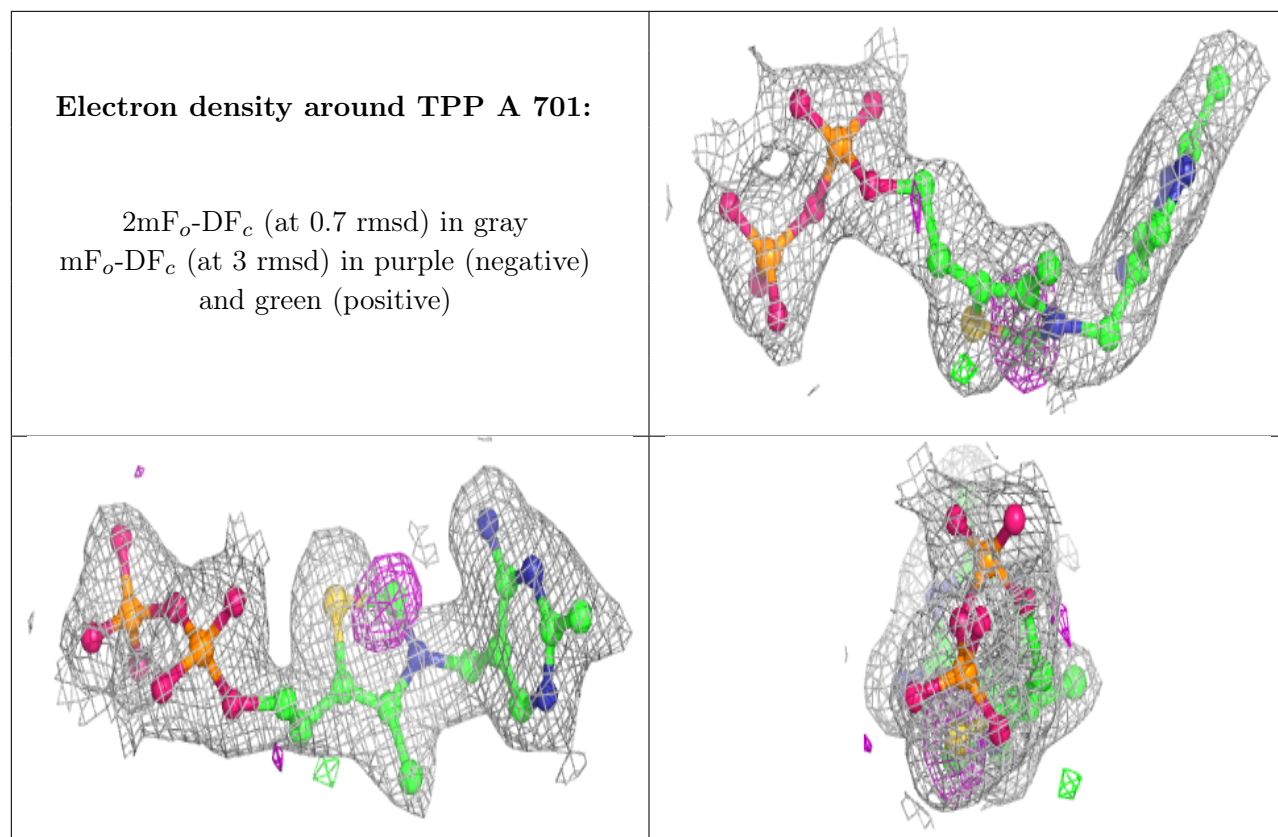 Electron density around TPP A 701:
2mFo-DFc (at 0.7 rmsd) in gray
mFo-DFc (at 3 rmsd) in purple (negative)
and green (positive)